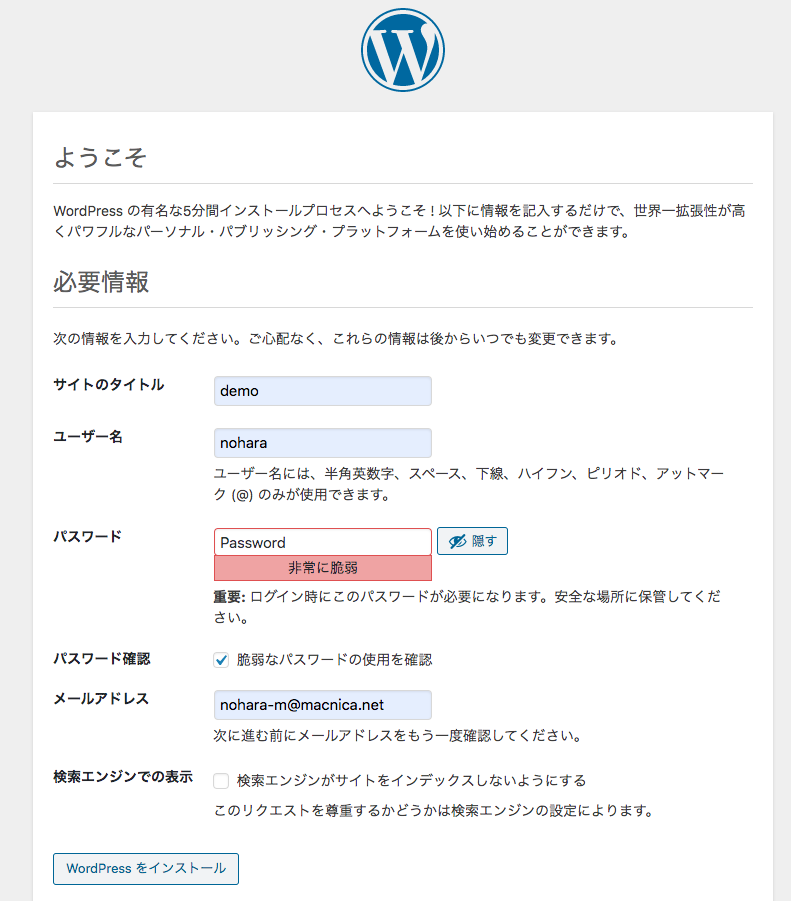 ようこそ
WordPress の有名な5分間インストールプロセスへようこそ ! 以下に情報を記入するだけで、世界一拡張性が高
くパワフルなパーソナル・パブリッシング・プラットフォームを使い始めることができます。
必要情報
次の情報を入力してください。ご心配なく、これらの情報は後からいつでも変更できます。
サイトのタイトル
demo
ユーザー名
nohara
ユーザー名には、半角英数字、スペース、下線、ハイフン、ピリオド、アットマー
ク (@) のみが使用できます。
パスワード
Password
隠す
非常に脆弱
重要: ログイン時にこのパスワードが必要になります。安全な場所に保管してくだ
さい。
パスワード確認
脆弱なパスワードの使用を確認
メールアドレス
nohara-m@macnica.net
次に進む前にメールアドレスをもう一度確認してください。
検索エンジンでの表示
検索エンジンがサイトをインデックスしないようにする
このリクエストを尊重するかどうかは検索エンジンの設定によります。
WordPress をインストール